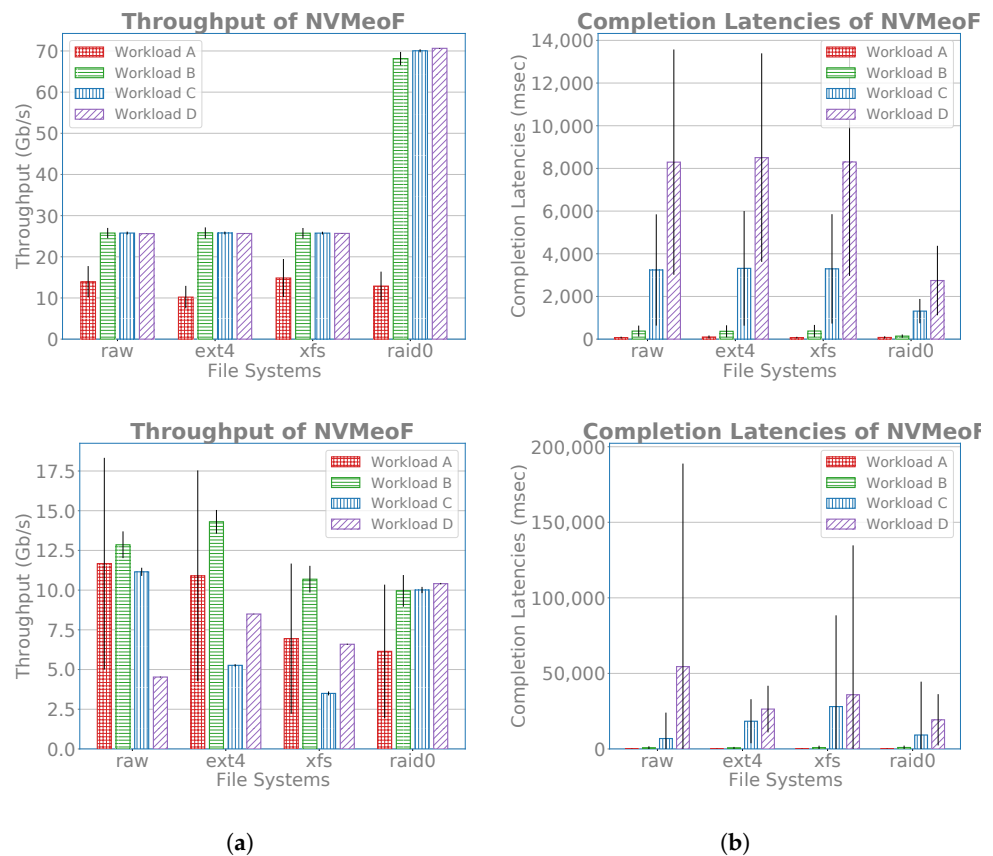 Throughput of NVMeoF
Throughput (Gb/s)
70
60
50
40
30
20
10
0
Workload A
Workload B
Workload C
Workload D
raw ext4 xfs raid0
File Systems
Completion Latencies of NVMeoF
Completion Latencies (msec)
14,000
12,000
10,000
8,000
6,000
4,000
2,000
0
Workload A
Workload B
Workload C
Workload D
raw ext4 xfs raid0
File Systems
Throughput of NVMeoF
Throughput (Gb/s)
17.5
15.0
12.5
10.0
7.5
5.0
2.5
0.0
Workload A
Workload B
Workload C
Workload D
raw ext4 xfs raid0
File Systems
Completion Latencies of NVMeoF
Completion Latencies (msec)
200,000
150,000
100,000
50,000
0
Workload A
Workload B
Workload C
Workload D
raw ext4 xfs raid0
File Systems
(a) (b)